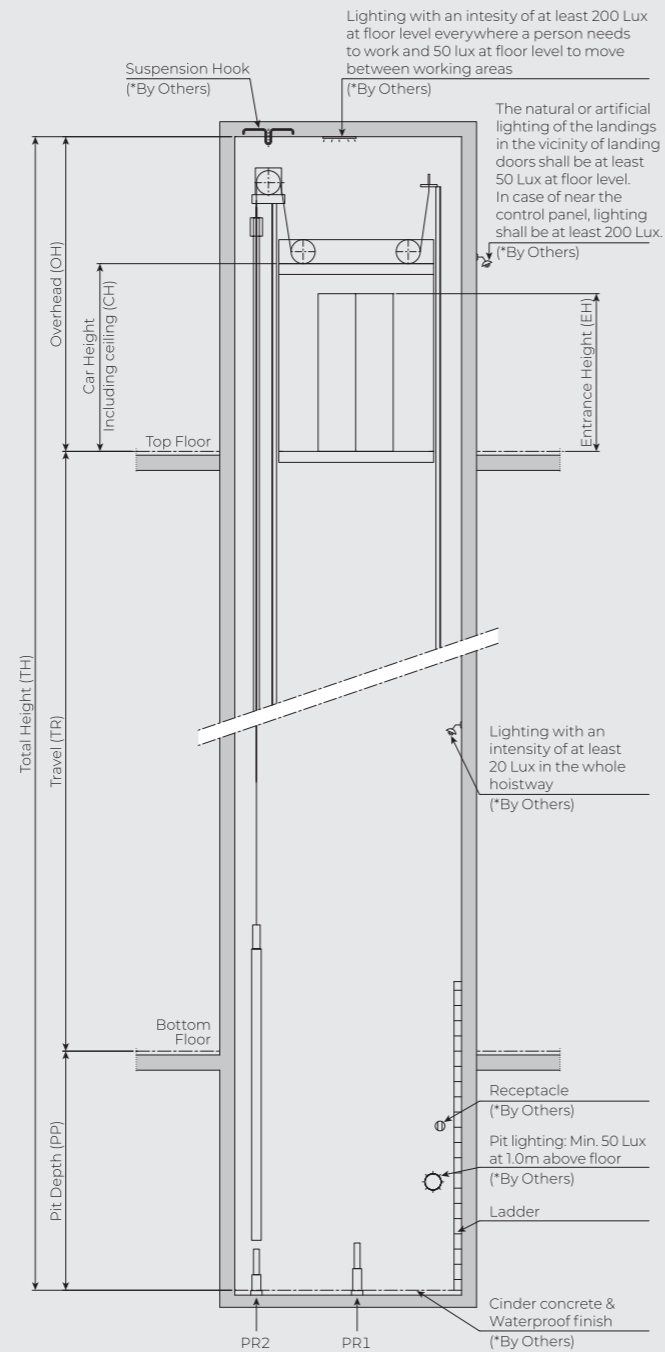 Lighting with an intesity of at least 200 Lux
at floor level everywhere a person needs
to work and 50 lux at floor level to move
between working areas
(*By Others)
Suspension Hook
(*By Others)
The natural or artificial
lighting of the landings
in the vicinity of landing
doors shall be at least
50 Lux at floor level.
In case of near the
control panel, lighting
shall be at least 200 Lux.
(*By Others)
Overhead (OH)
Car Height
Including ceiling (CH)
Entrance Height (EH)
Top Floor
Total Height (TH)
Travel (TR)
Lighting with an
intensity of at least
20 Lux in the whole
hoistway
(*By Others)
Bottom
Floor
Pit Depth (PP)
Receptacle
(*By Others)
Pit lighting: Min. 50 Lux
at 1.0m above floor
(*By Others)
Ladder
Cinder concrete &
Waterproof finish
(*By Others)
PR2
PR1